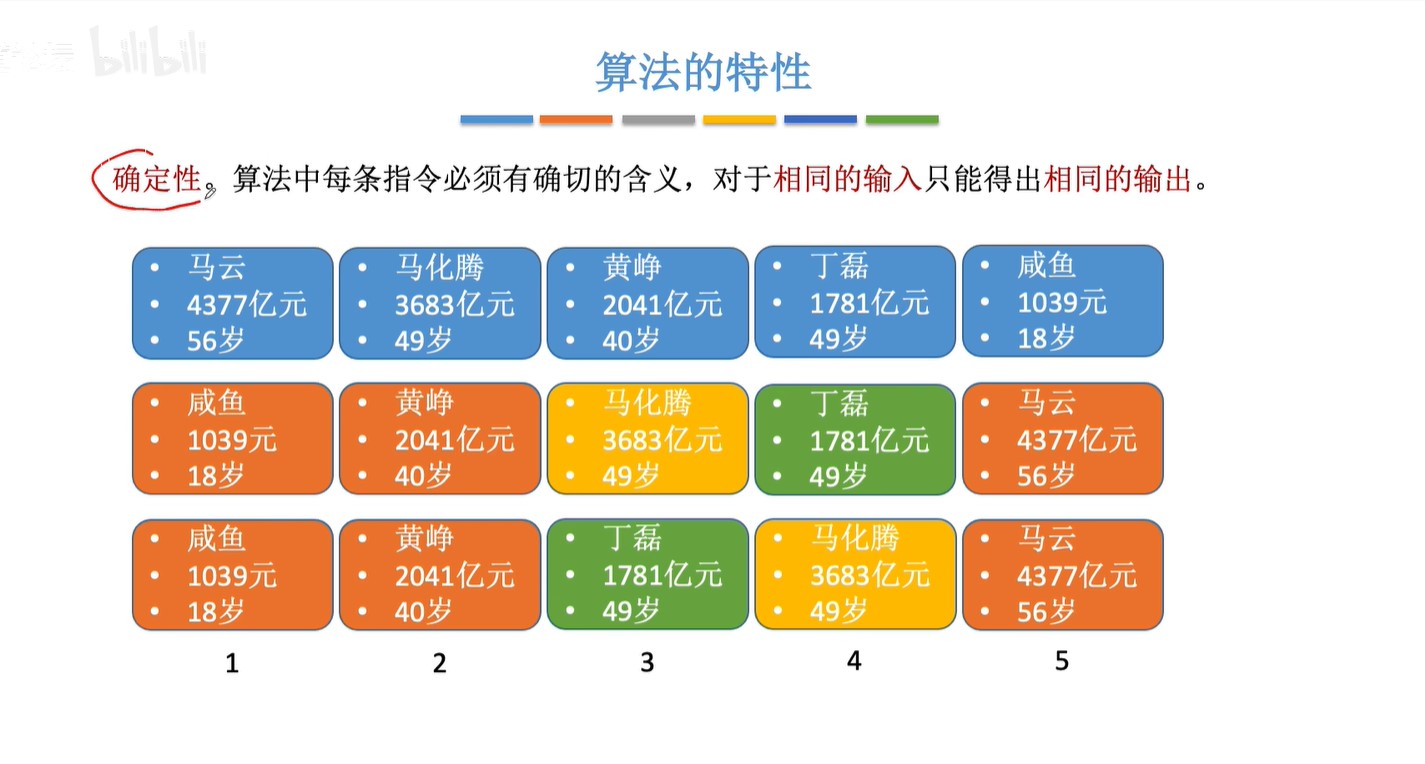 bilibili
算法的特性
确定性。算法中每条指令必须有确切的含义，对于相同的输入只能得出相同的输出。
• 马云
• 4377亿元
• 56岁
• 马化腾
• 3683亿元
• 49岁
• 黄峥
• 2041亿元
• 40岁
• 丁磊
• 1781亿元
• 49岁
• 咸鱼
• 1039元
• 18岁
• 咸鱼
• 1039元
• 18岁
• 黄峥
• 2041亿元
• 40岁
• 马化腾
• 3683亿元
• 49岁
• 丁磊
• 1781亿元
• 49岁
• 马云
• 4377亿元
• 56岁
• 咸鱼
• 1039元
• 18岁
• 黄峥
• 2041亿元
• 40岁
• 丁磊
• 1781亿元
• 49岁
• 马化腾
• 3683亿元
• 49岁
• 马云
• 4377亿元
• 56岁
1 2 3 4 5